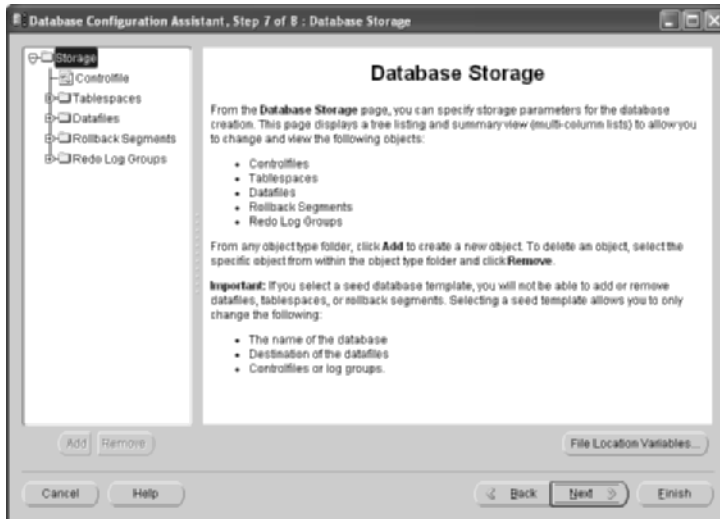 Database Configuration Assistant, Step 7 of 8 : Database Storage
Storage
Controlfile
Tablespaces
Datafiles
Rollback Segments
Redo Log Groups
Database Storage
From the Database Storage page, you can specify storage parameters for the database
creation. This page displays a tree listing and summary view (multi-column lists) to allow you
to change and view the following objects:
• Controlfiles
• Tablespaces
• Datafiles
• Rollback Segments
• Redo Log Groups
From any object type folder, click Add to create a new object. To delete an object, select the
specific object from within the object type folder and click Remove.
Important: If you select a seed database template, you will not be able to add or remove
datafiles, tablespaces, or rollback segments. Selecting a seed template allows you to only
change the following:
• The name of the database
• Destination of the datafiles
• Controlfiles or log groups.
Add Remove
File Location Variables...
Cancel Help Back Next Finish